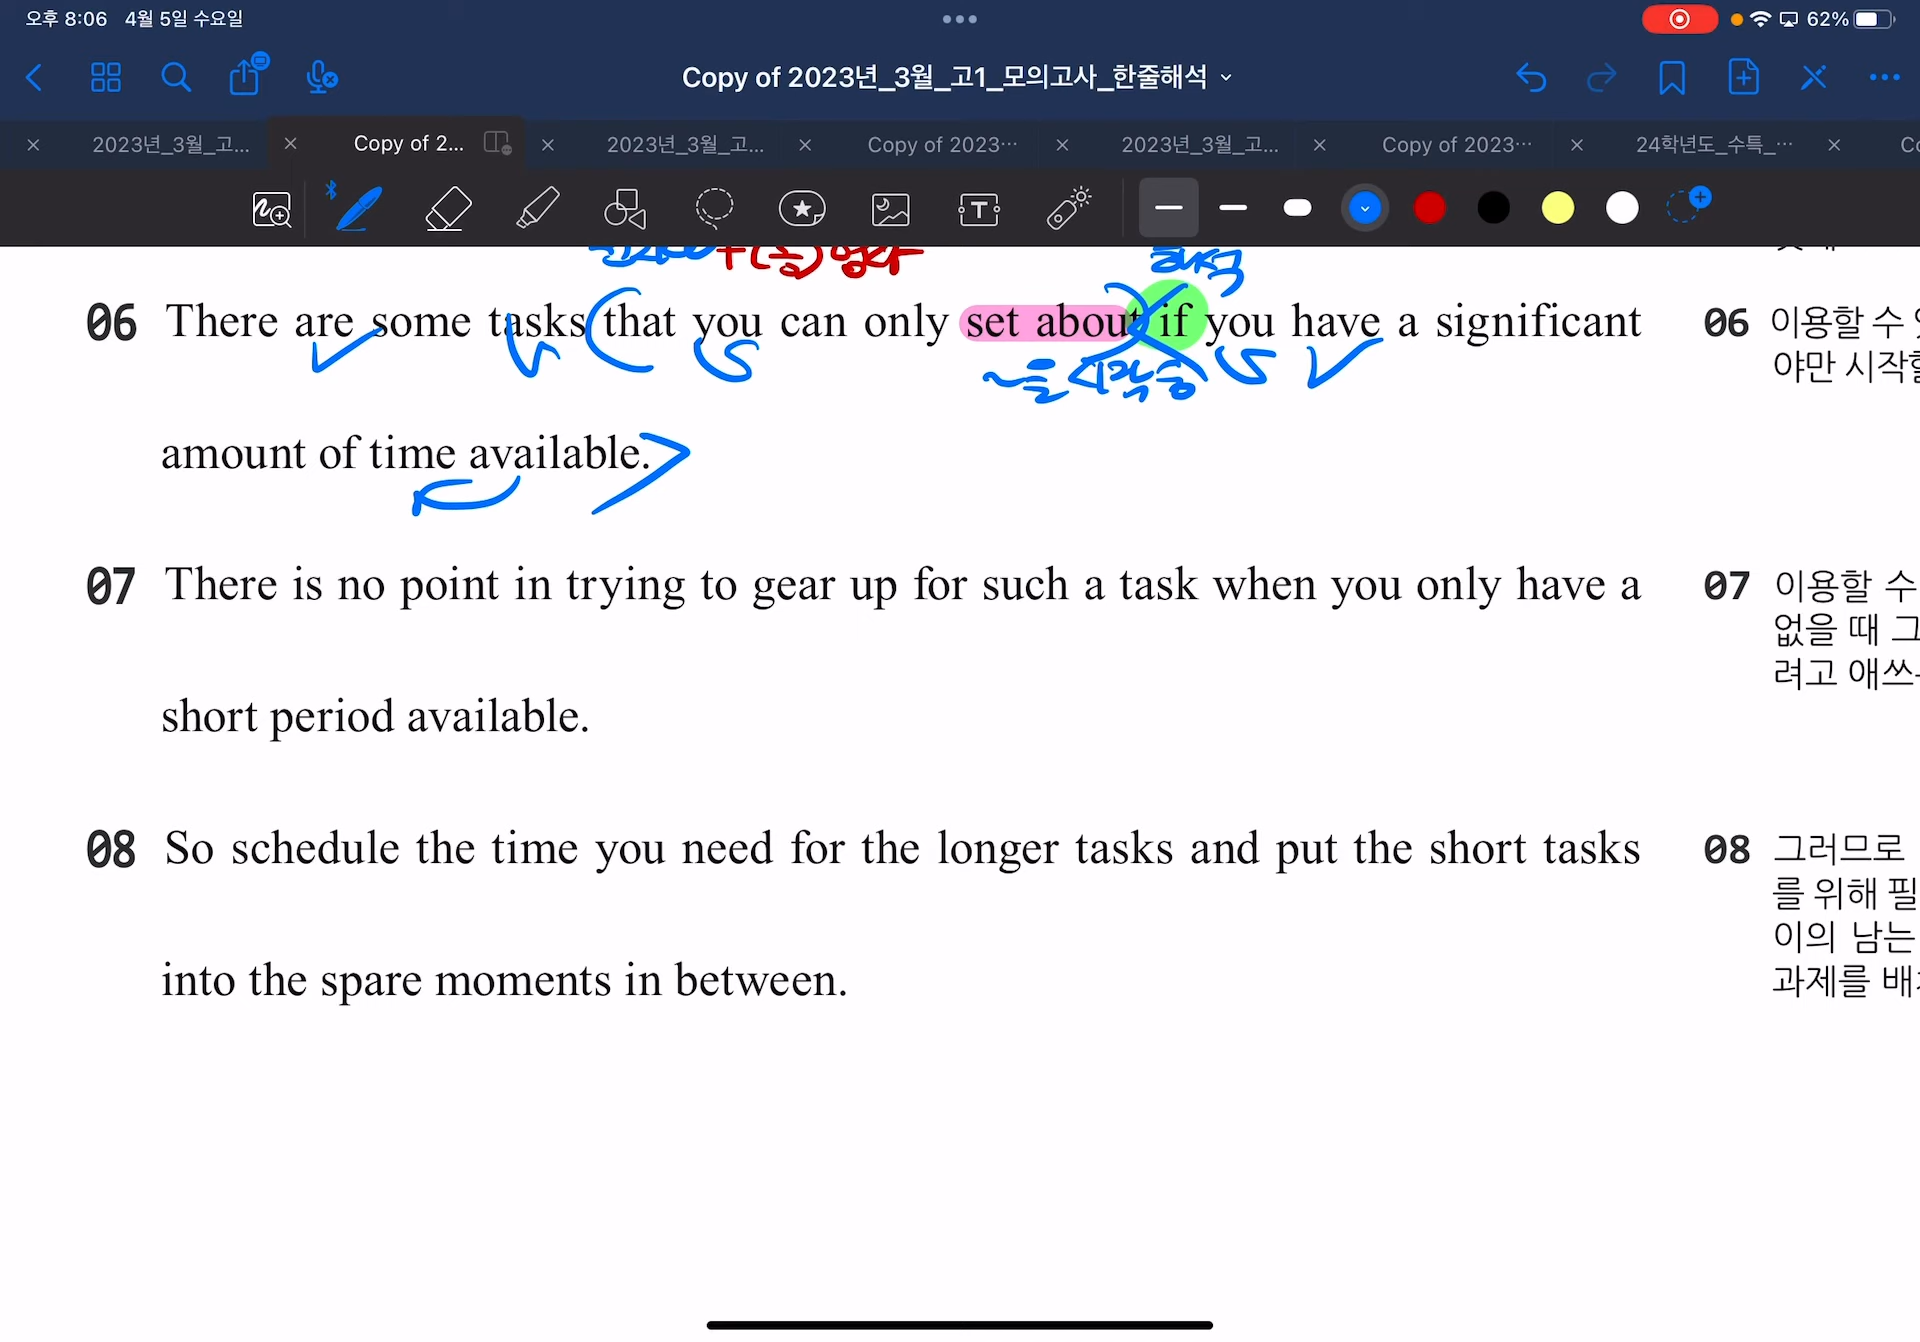 오후 8:06 4월 5일 수요일
62%
Copy of 2023년_3월_고1_모의고사_한줄해석
2023년_3월_고...
Copy of 2...
2023년_3월_고...
Copy of 2023...
2023년_3월_고...
Copy of 2023...
24학년도_수특_...
해석
06 There are some tasks that you can only set about if you have a significant
~을 시작함
amount of time available.
07 There is no point in trying to gear up for such a task when you only have a
short period available.
08 So schedule the time you need for the longer tasks and put the short tasks
into the spare moments in between.
06 이용할 수
야만
07 이용할 수
없을 때 그
려고
08 그러므로
를 위해 필
이의 남는
과제를